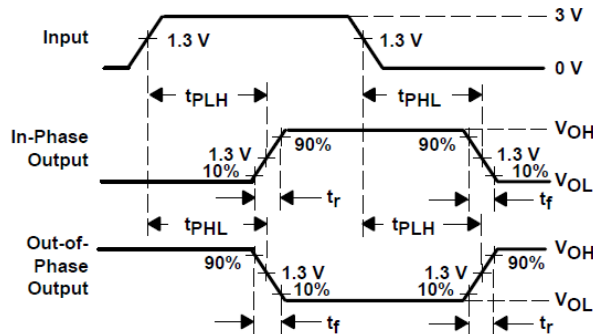 Input
1.3 V
1.3 V
3 V
0 V
tPLH
tPHL
In-Phase
Output
90%
1.3 V
10%
tr
90%
1.3 V
10%
tf
VOH
VOL
tPHL
tPLH
Out-of-
Phase
Output
90%
1.3 V
10%
tf
1.3 V
10%
90%
tr
VOH
VOL